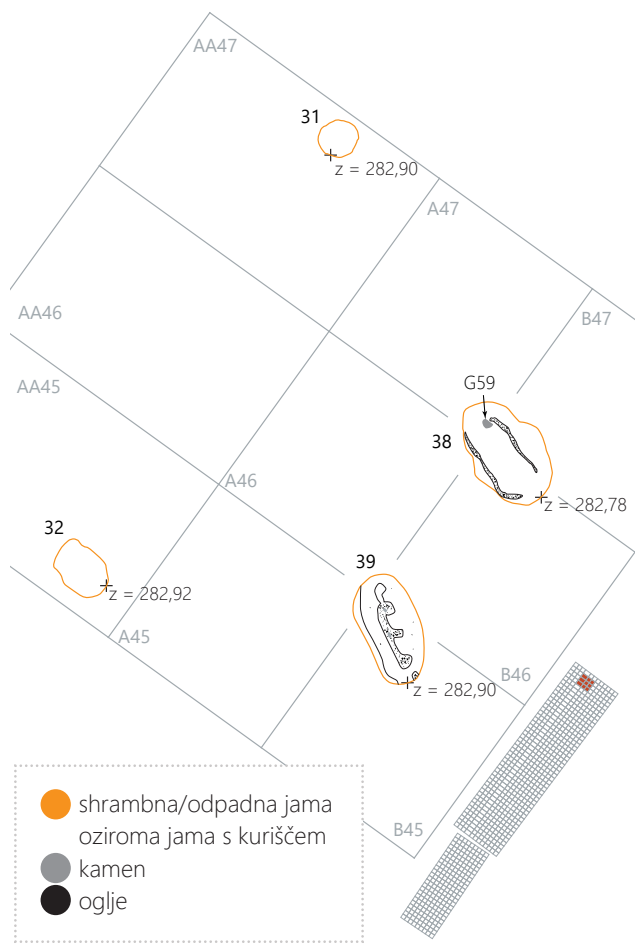 AA47
31
z = 282,90
A47
AA46
B47
AA45
G59
38
A46
z = 282,78
32
39
z = 282,92
A45
B46
z = 282,90
shrambna/odpadna jama
oziroma jama s kuriščem
B45
kamen
oglje